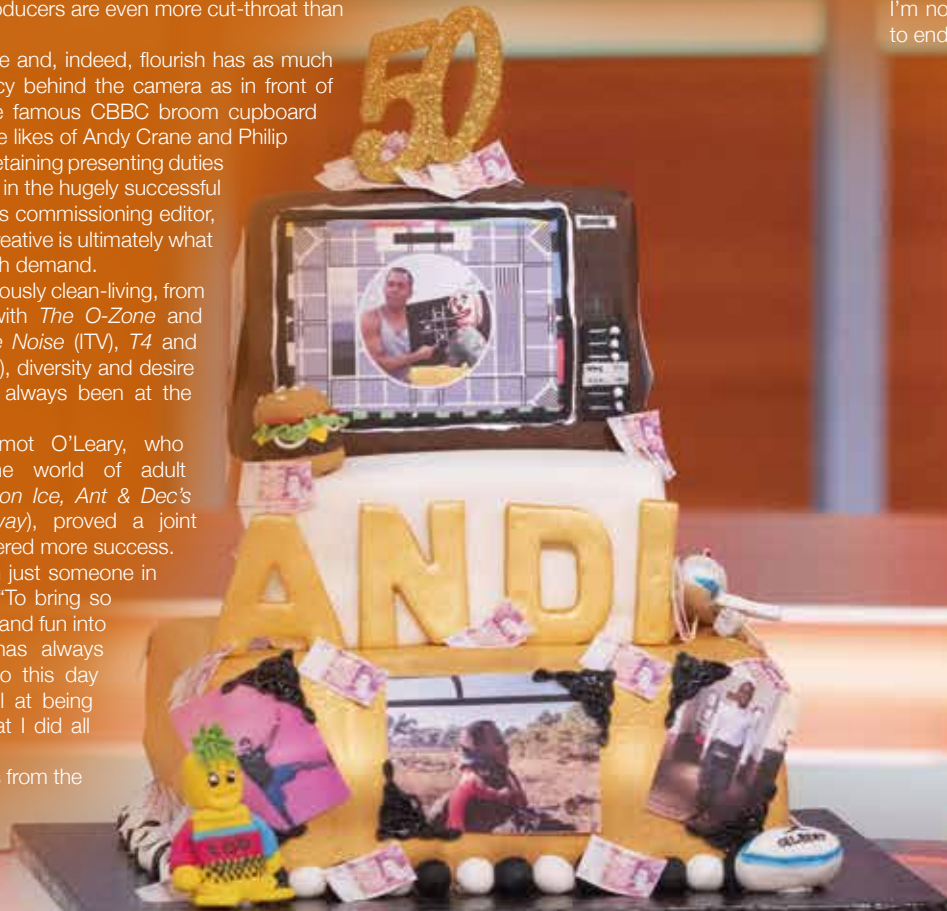 oducers are even more cut-throat than
e and, indeed, flourish has as much
cy behind the camera as in front of
e famous CBBC broom cupboard
e likes of Andy Crane and Philip
etaining presenting duties
in the hugely successful
s commissioning editor,
reative is ultimately what
h demand.
ously clean-living, from
with The O-Zone and
e Noise (ITV), T4 and
), diversity and desire
always been at the
mot O'Leary, who
ne world of adult
on Ice, Ant & Dec's
way), proved a joint
ered more success.
just someone in
"To bring so
and fun into
has always
o this day
l at being
at I did all
s from the
I'm no
to end
50
ANDI
GILBERT